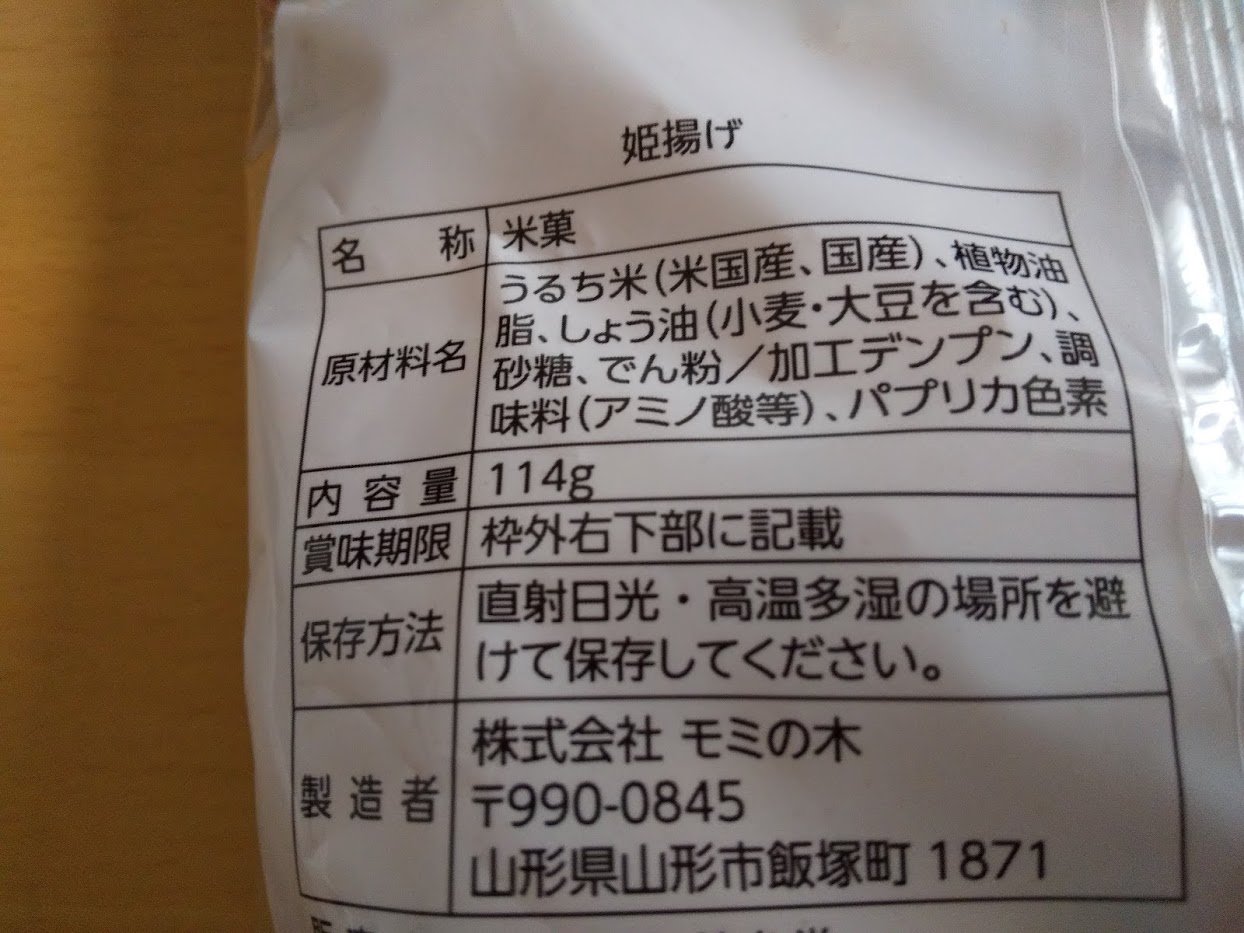 姫揚げ
名称 米菓
原材料名 うるち米(米国産、国産)、植物油
脂、しょう油(小麦・大豆を含む)、
砂糖、でん粉/加工デンプン、調
味料(アミノ酸等)、パプリカ色素
内容量 114g
賞味期限 枠外右下部に記載
保存方法 直射日光・高温多湿の場所を避
けて保存してください。
製造者 株式会社 モミの木
〒990-0845
山形県山形市飯塚町 1871